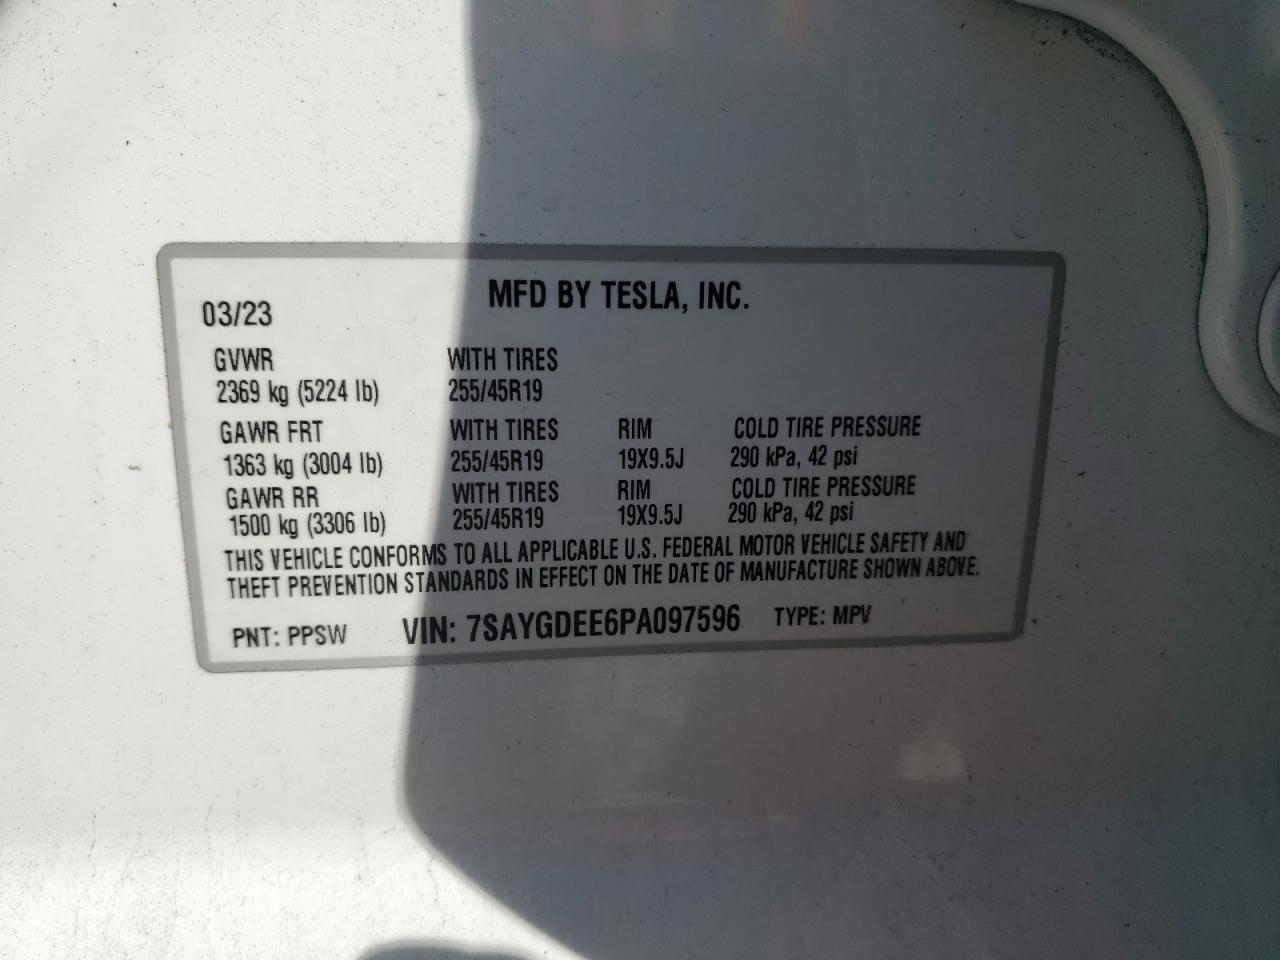 MFD BY TESLA, INC.
03/23
GVWR WITH TIRES
2369 kg (5224 lb) 255/45R19
GAWR FRT WITH TIRES RIM COLD TIRE PRESSURE
1363 kg (3004 lb) 255/45R19 19X9.5J 290 kPa, 42 psi
GAWR RR WITH TIRES RIM COLD TIRE PRESSURE
1500 kg (3306 lb) 255/45R19 19X9.5J 290 kPa, 42 psi
THIS VEHICLE CONFORMS TO ALL APPLICABLE U.S. FEDERAL MOTOR VEHICLE SAFETY AND
THEFT PREVENTION STANDARDS IN EFFECT ON THE DATE OF MANUFACTURE SHOWN ABOVE.
PNT: PPSW VIN: 7SAYGDEE6PA097596 TYPE: MPV